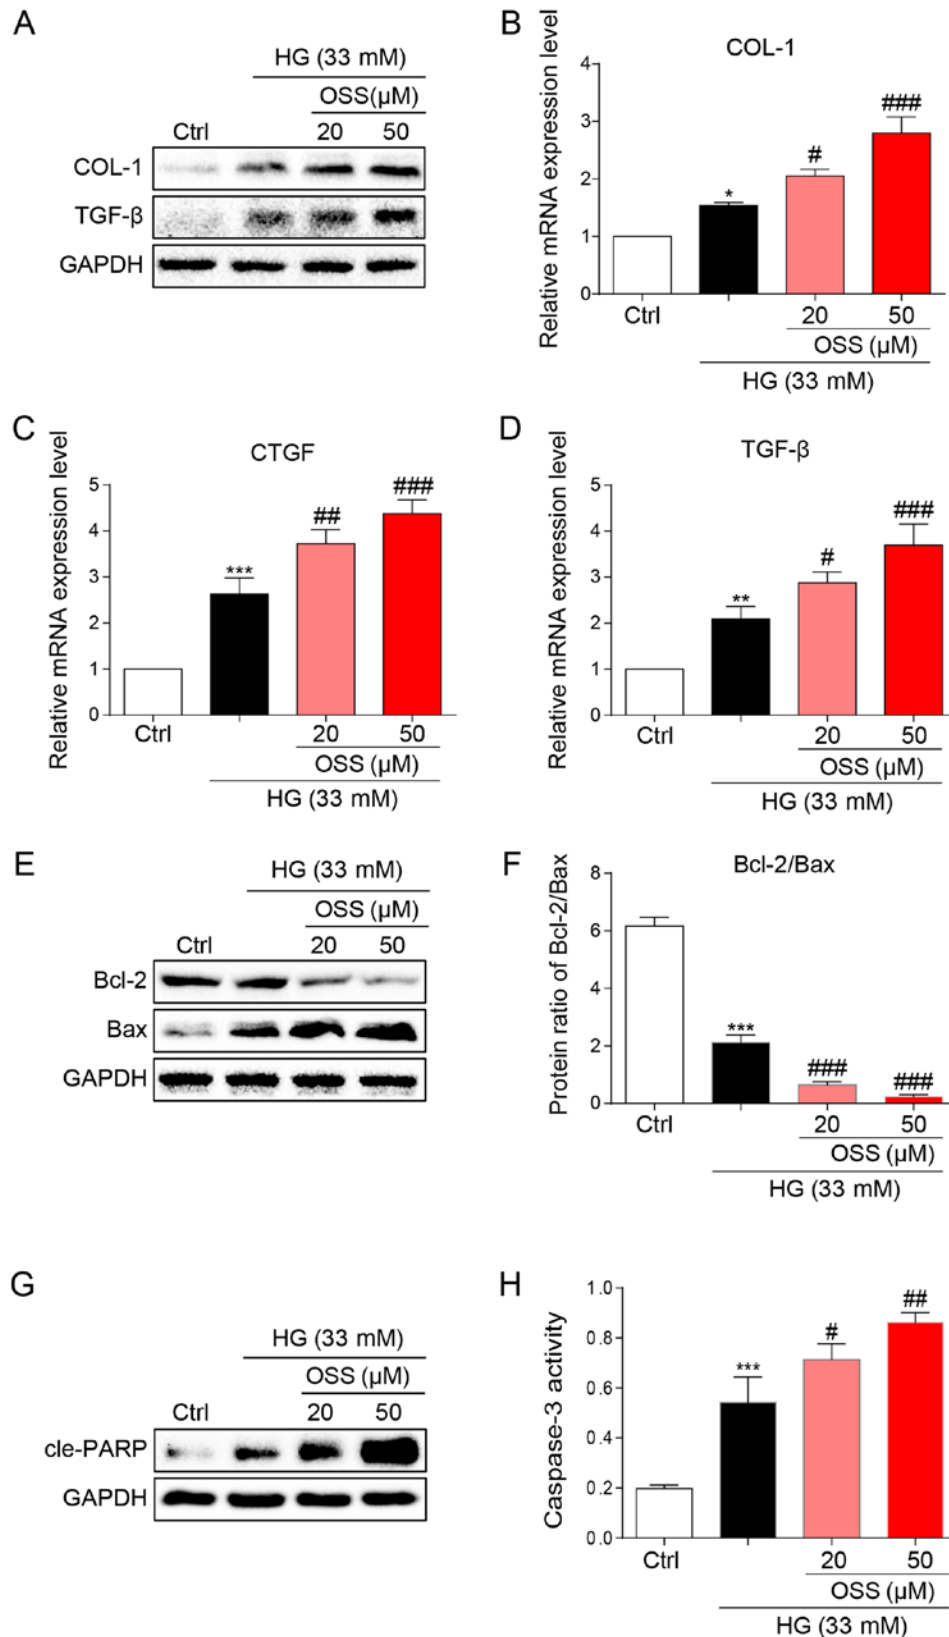 A
HG (33 mM)
OSS(μM)
Ctrl 20 50
COL-1
TGF-β
GAPDH
B
COL-1
Relative mRNA expression level
4
3
2
1
0
*
#
###
Ctrl 20 50
OSS (μM)
HG (33 mM)
C
CTGF
Relative mRNA expression level
5
4
3
2
1
0
***
##
###
Ctrl 20 50
OSS (μM)
HG (33 mM)
D
TGF-β
Relative mRNA expression level
5
4
3
2
1
0
**
#
###
Ctrl 20 50
OSS (μM)
HG (33 mM)
E
HG (33 mM)
OSS (μM)
Ctrl 20 50
Bcl-2
Bax
GAPDH
F
Bcl-2/Bax
Protein ratio of Bcl-2/Bax
8
6
4
2
0
***
###
###
Ctrl 20 50
OSS (μM)
HG (33 mM)
G
HG (33 mM)
OSS (μM)
Ctrl 20 50
cle-PARP
GAPDH
H
Caspase-3 activity
1.0
0.8
0.6
0.4
0.2
0.0
***
#
##
Ctrl 20 50
OSS (μM)
HG (33 mM)